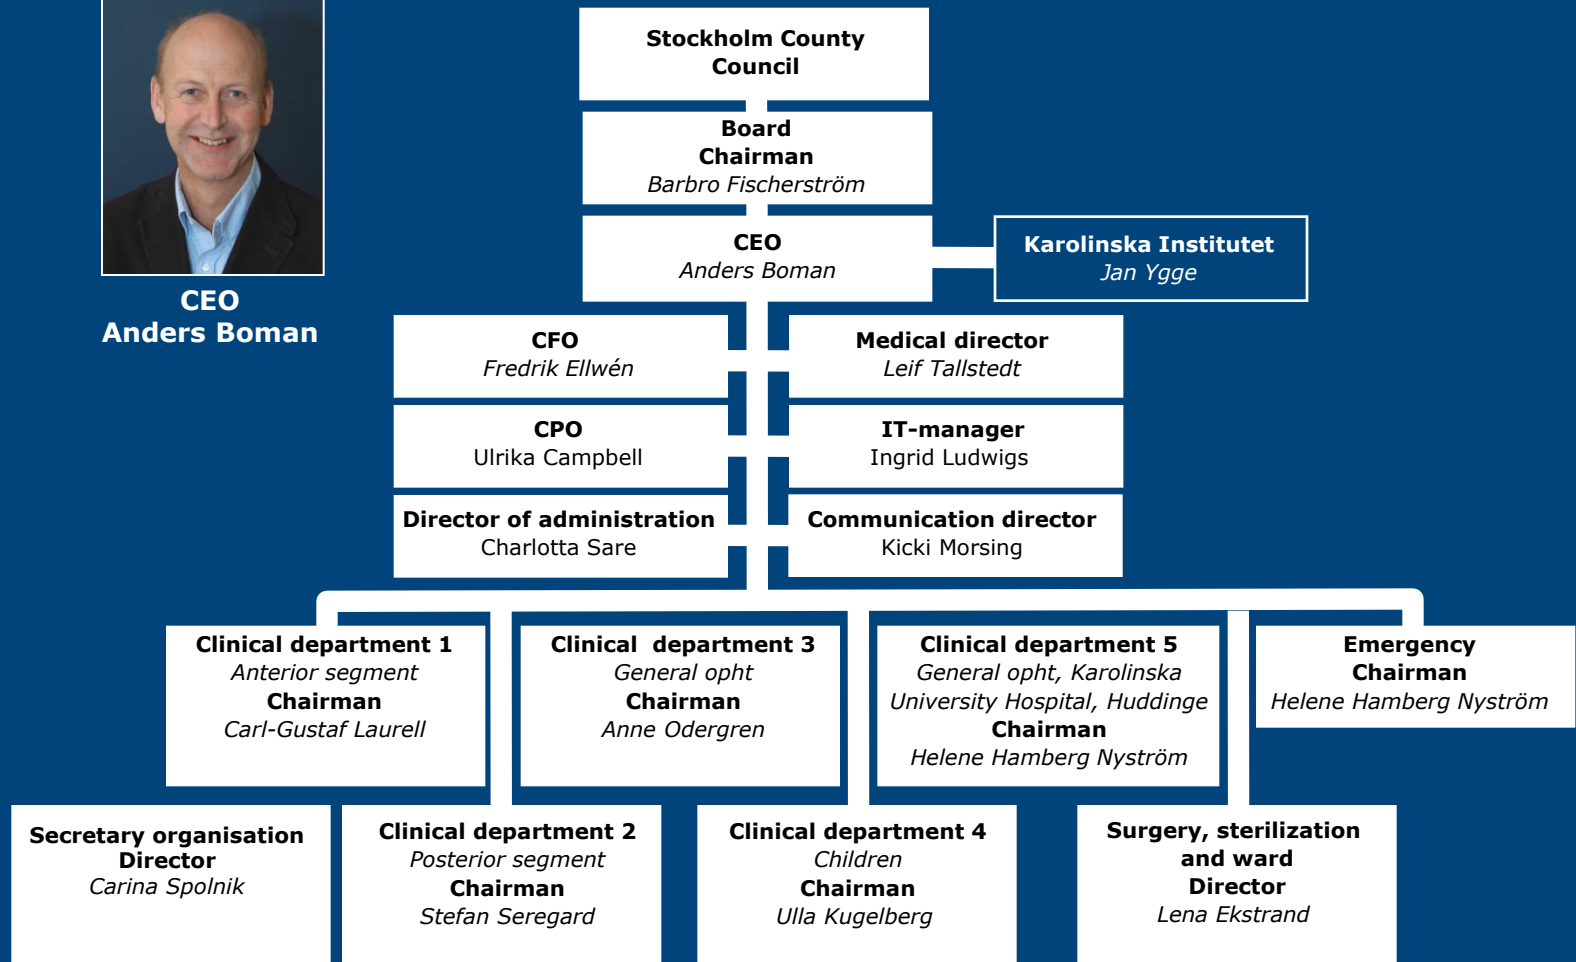 CEO
Anders Boman
Stockholm County
Council
Board
Chairman
Barbro Fischerström
CEO
Anders Boman
Karolinska Institutet
Jan Ygge
CFO
Fredrik Ellwén
Medical director
Leif Tallstedt
CPO
Ulrika Campbell
IT-manager
Ingrid Ludwigs
Director of administration
Charlotta Sare
Communication director
Kicki Morsing
Clinical department 1
Anterior segment
Chairman
Carl-Gustaf Laurell
Clinical department 3
General opht
Chairman
Anne Odergren
Clinical department 5
General opht, Karolinska
University Hospital, Huddinge
Chairman
Helene Hamberg Nyström
Emergency
Chairman
Helene Hamberg Nyström
Secretary organisation
Director
Carina Spolnik
Clinical department 2
Posterior segment
Chairman
Stefan Seregard
Clinical department 4
Children
Chairman
Ulla Kugelberg
Surgery, sterilization
and ward
Director
Lena Ekstrand